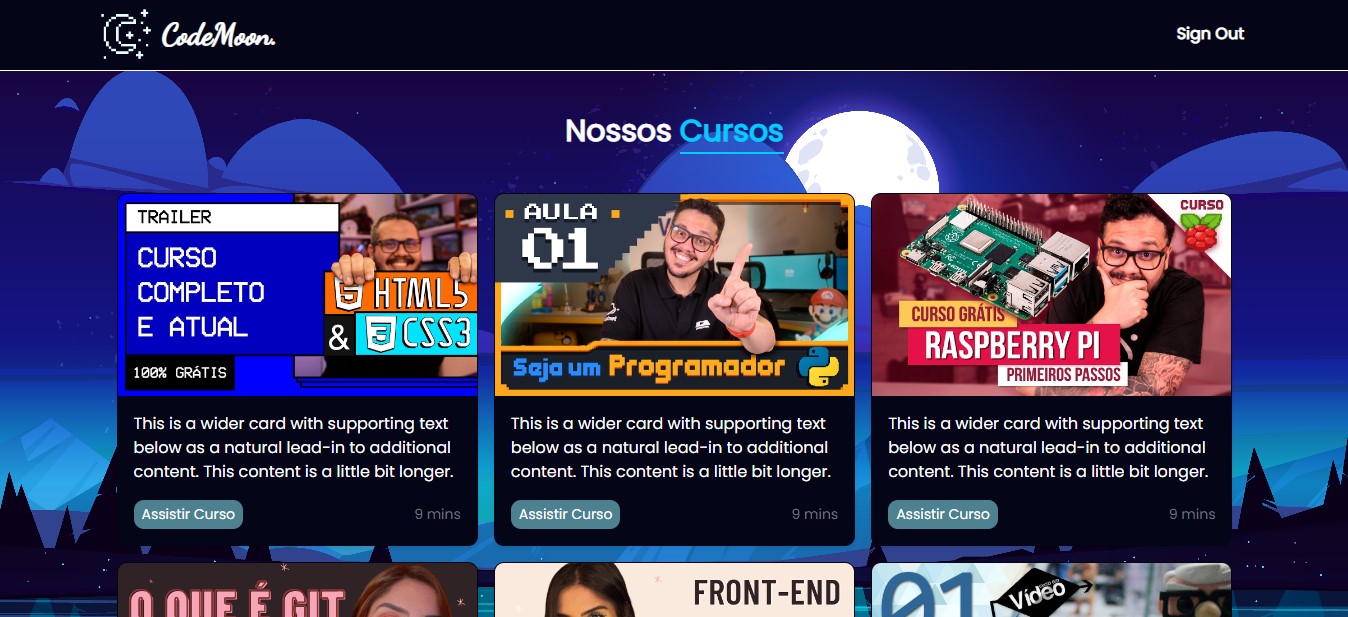 CodeMoon.
Sign Out
Nossos Cursos
TRAILER
CURSO
COMPLETO
E ATUAL
HTML5
& CSS3
100% GRÁTIS
This is a wider card with supporting text
below as a natural lead-in to additional
content. This content is a little bit longer.
Assistir Curso
9 mins
AULA
01
Seja um Programador
This is a wider card with supporting text
below as a natural lead-in to additional
content. This content is a little bit longer.
Assistir Curso
9 mins
CURSO
CURSO GRÁTIS
RASPBERRY PI
PRIMEIROS PASSOS
This is a wider card with supporting text
below as a natural lead-in to additional
content. This content is a little bit longer.
Assistir Curso
9 mins
O QUE É GIT
FRONT-END
01
Vídeo